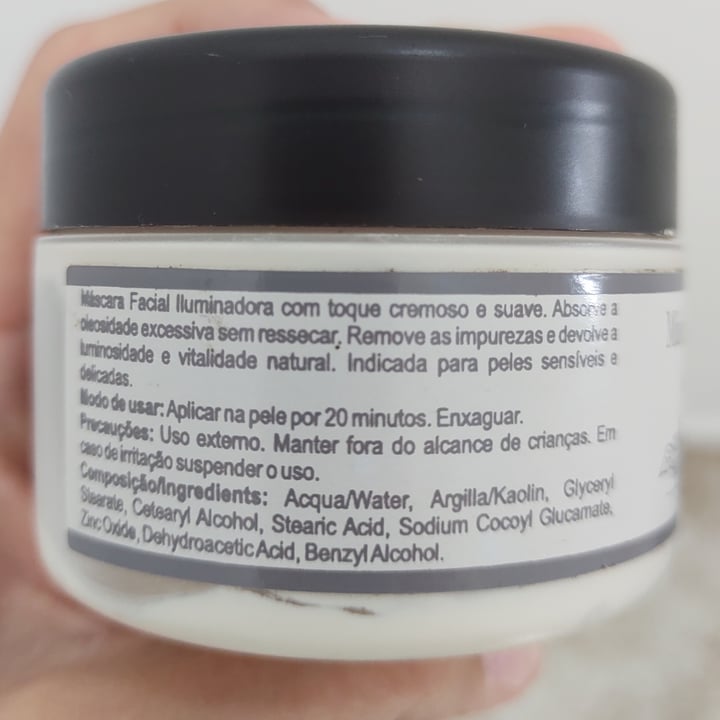 Máscara Facial Iluminadora com toque cremoso e suave. Absorve a
oleosidade excessiva sem ressecar. Remove as impurezas e devolve a
luminosidade e vitalidade natural. Indicada para peles sensíveis e
delicadas.
Modo de usar: Aplicar na pele por 20 minutos. Enxaguar.
Precauções: Uso externo. Manter fora do alcance de crianças. Em
caso de irritação suspender o uso.
Composição/Ingredients: Acqua/Water, Argilla/Kaolin, Glyceryl
Stearate, Cetearyl Alcohol, Stearic Acid, Sodium Cocoyl Glucamate,
Zinc Oxide, Dehydroacetic Acid, Benzyl Alcohol.